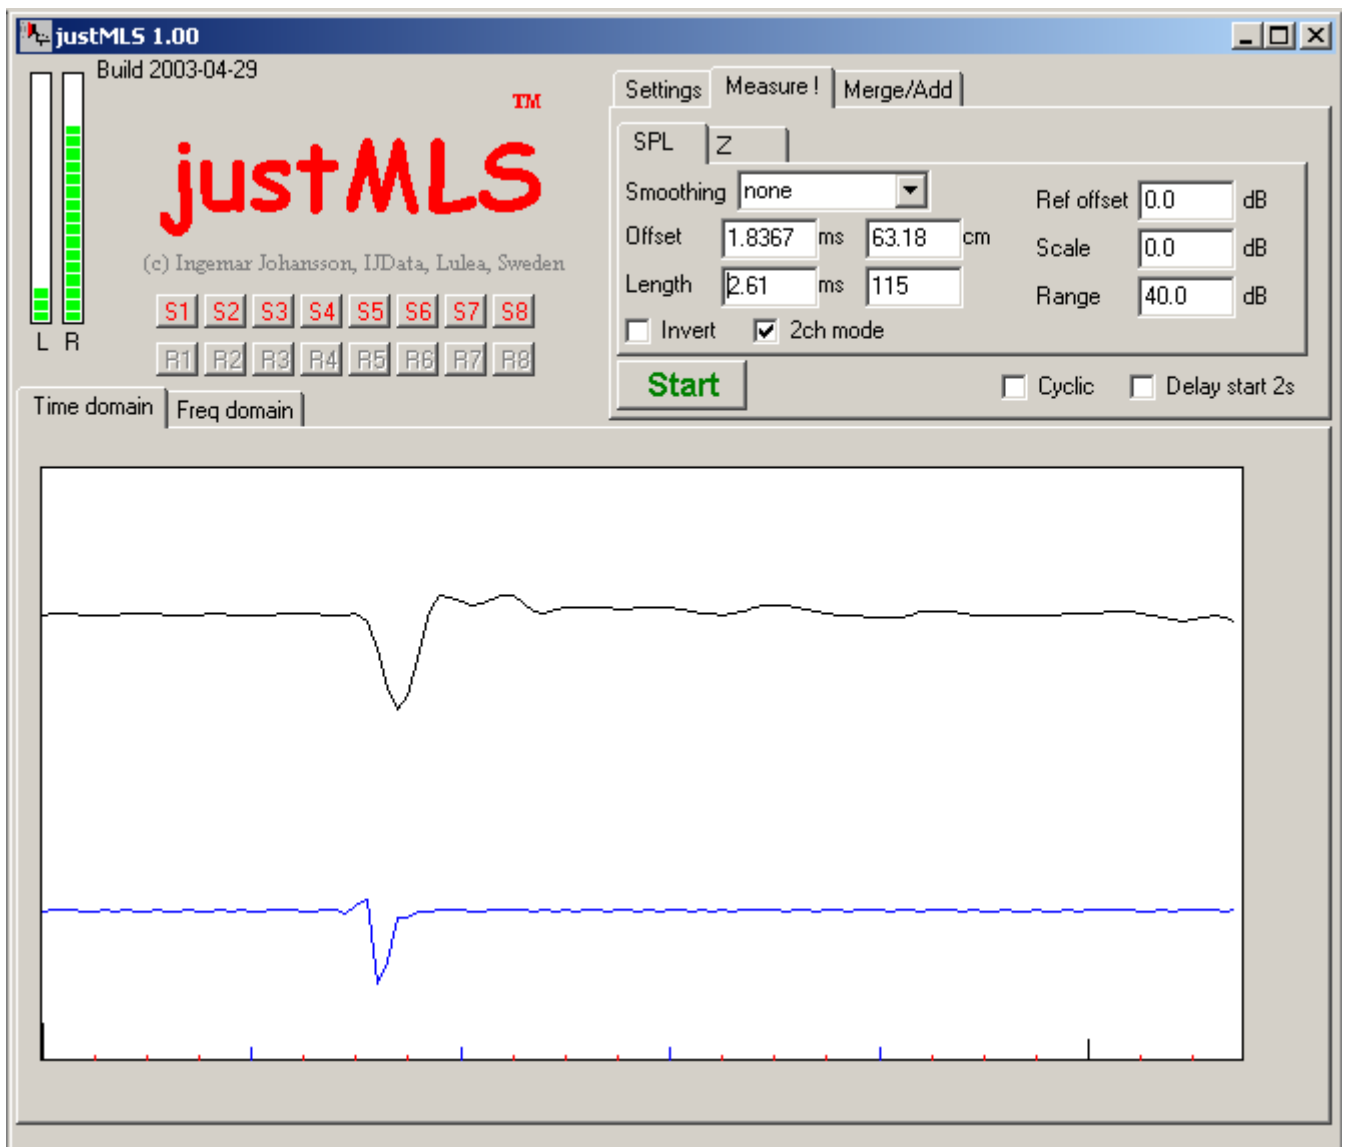 justMLS 1.00
Build 2003-04-29
TM
justMLS
(c) Ingemar Johansson, IJData, Lulea, Sweden
S1 S2 S3 S4 S5 S6 S7 S8
R1 R2 R3 R4 R5 R6 R7 R8
L R
Settings Measure ! Merge/Add
SPL Z
Smoothing none
Offset 1.8367 ms 63.18 cm
Length 2.61 ms 115
Invert 2ch mode
Ref offset 0.0 dB
Scale 0.0 dB
Range 40.0 dB
Start Cyclic Delay start 2s
Time domain Freq domain